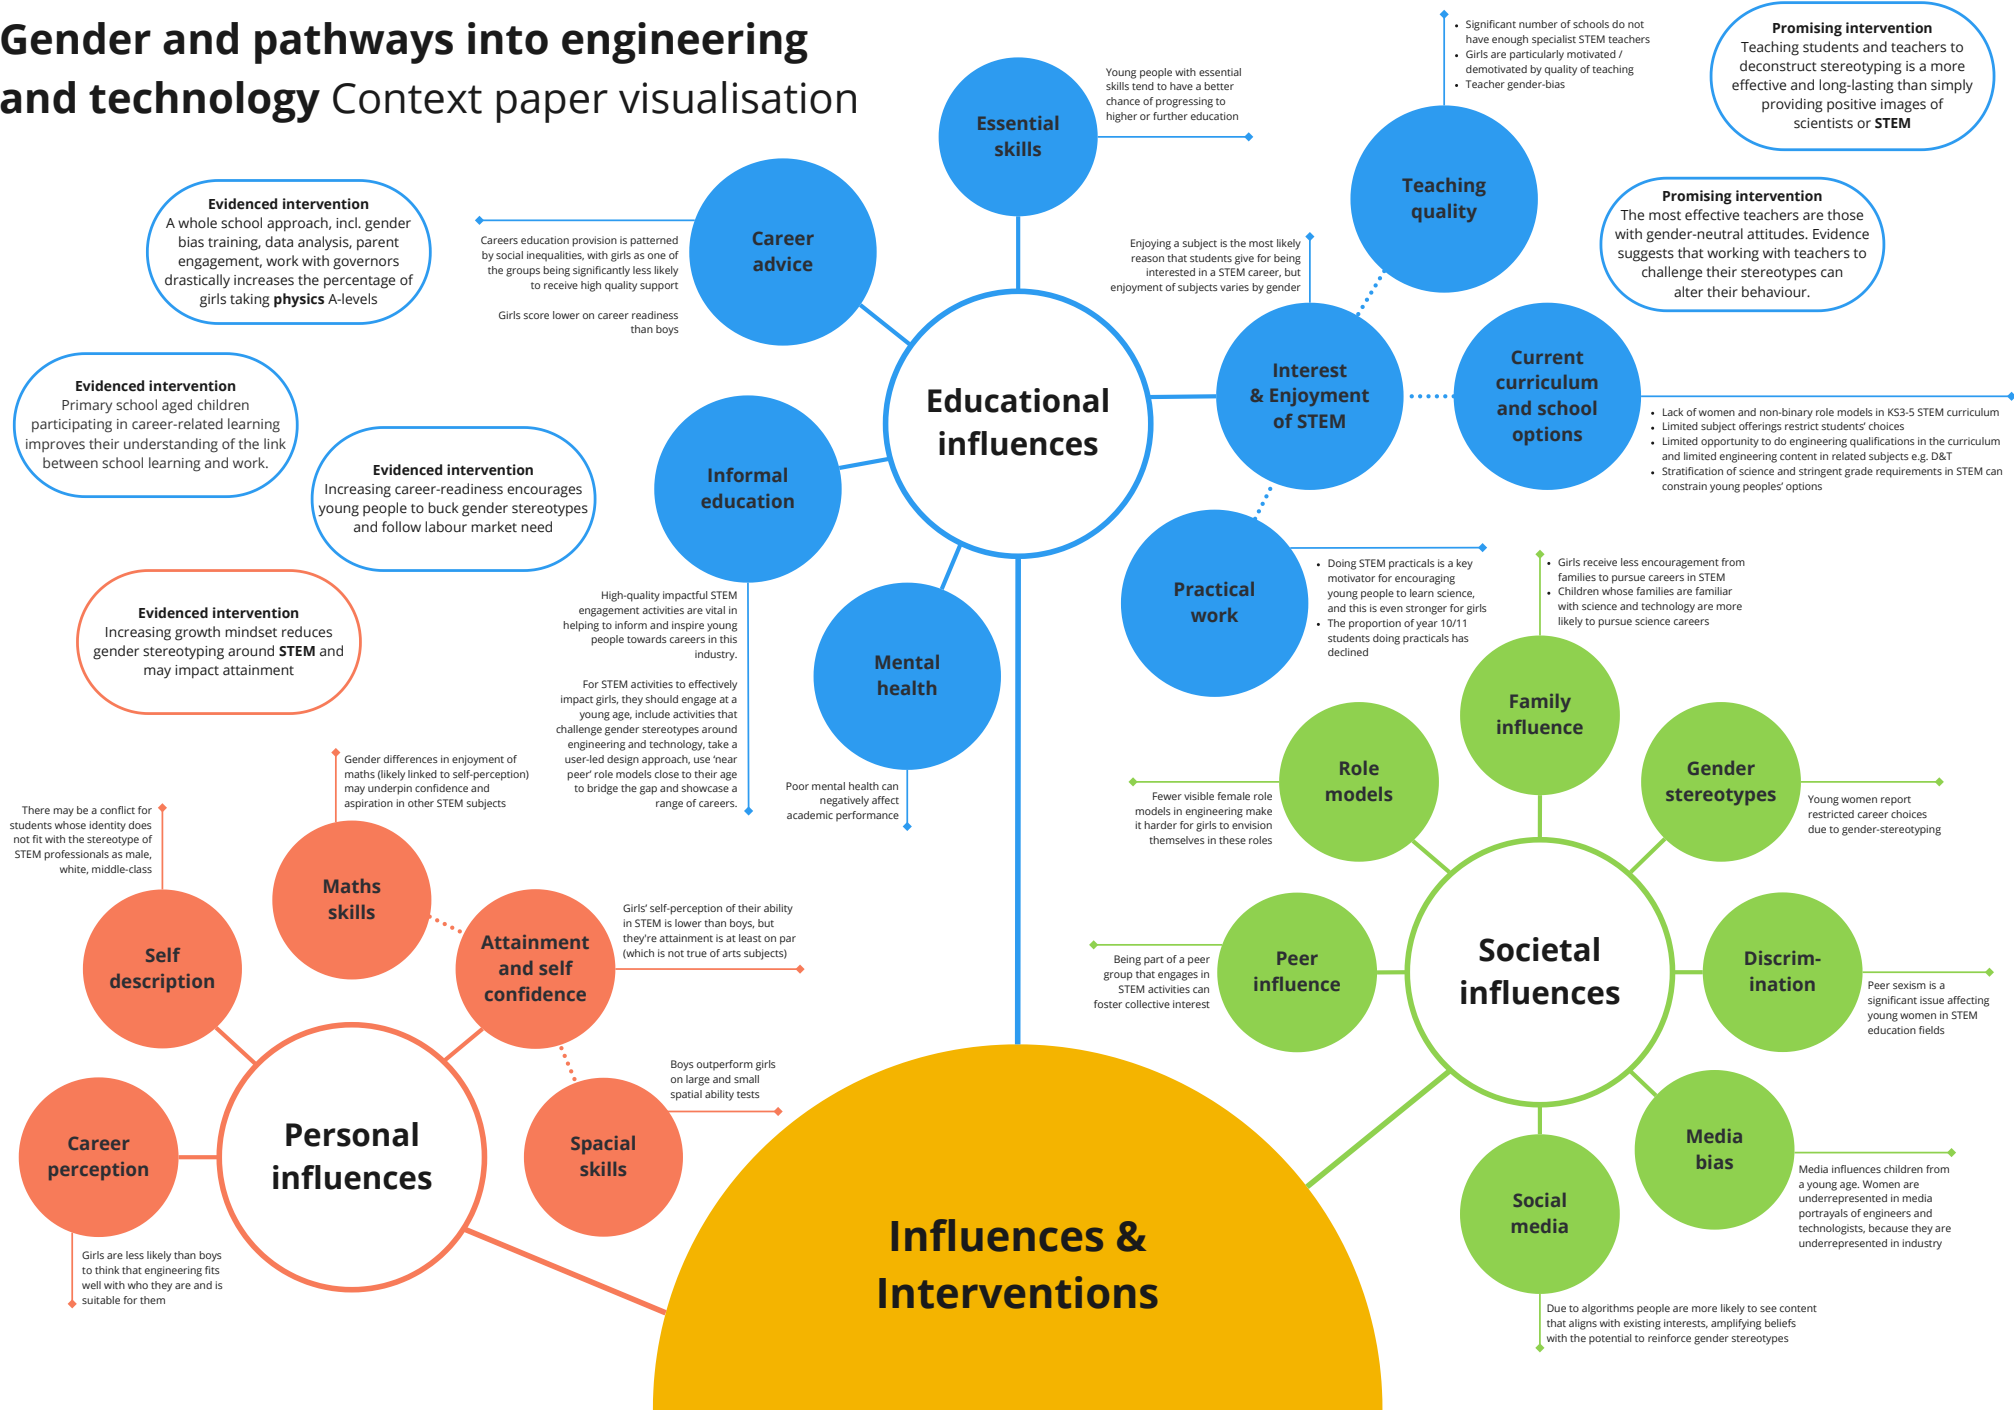 Gender and pathways into engineering
and technology Context paper visualisation
Evidenced intervention
A whole school approach, incl. gender
bias training, data analysis, parent
engagement, work with governors
drastically increases the percentage of
girls taking physics A-levels
Evidenced intervention
Primary school aged children
participating in career-related learning
improves their understanding of the link
between school learning and work.
Evidenced intervention
Increasing career-readiness encourages
young people to buck gender stereotypes
and follow labour market need
Evidenced intervention
Increasing growth mindset reduces
gender stereotyping around STEM and
may impact attainment
Promising intervention
Teaching students and teachers to
deconstruct stereotyping is a more
effective and long-lasting than simply
providing positive images of
scientists or STEM
Promising intervention
The most effective teachers are those
with gender-neutral attitudes. Evidence
suggests that working with teachers to
challenge their stereotypes can
alter their behaviour.
Educational
influences
Essential
skills
Young people with essential
skills tend to have a better
chance of progressing to
higher or further education
Career
advice
Careers education provision is patterned
by social inequalities, with girls as one of
the groups being significantly less likely
to receive high quality support
Girls score lower on career readiness
than boys
Informal
education
High-quality impactful STEM
engagement activities are vital in
helping to inform and inspire young
people towards careers in this
industry.
For STEM activities to effectively
impact girls, they should engage at a
young age, include activities that
challenge gender stereotypes around
engineering and technology, take a
user-led design approach, use ‘near
peer’ role models close to their age
to bridge the gap and showcase a
range of careers.
Mental
health
Poor mental health can
negatively affect
academic performance
Interest
& Enjoyment
of STEM
Enjoying a subject is the most likely
reason that students give for being
interested in a STEM career, but
enjoyment of subjects varies by gender
Teaching
quality
• Significant number of schools do not
have enough specialist STEM teachers
• Girls are particularly motivated /
demotivated by quality of teaching
• Teacher gender-bias
Current
curriculum
and school
options
• Lack of women and non-binary role models in KS3-5 STEM curriculum
• Limited subject offerings restrict students’ choices
• Limited opportunity to do engineering qualifications in the curriculum
and limited engineering content in related subjects e.g. D&T
• Stratification of science and stringent grade requirements in STEM can
constrain young peoples’ options
Practical
work
• Doing STEM practicals is a key
motivator for encouraging
young people to learn science,
and this is even stronger for girls
• The proportion of year 10/11
students doing practicals has
declined
Societal
influences
Family
influence
• Girls receive less encouragement from
families to pursue careers in STEM
• Children whose families are familiar
with science and technology are more
likely to pursue science careers
Role
models
Fewer visible female role
models in engineering make
it harder for girls to envision
themselves in these roles
Gender
stereotypes
Young women report
restricted career choices
due to gender-stereotyping
Peer
influence
Being part of a peer
group that engages in
STEM activities can
foster collective interest
Discrim-
ination
Peer sexism is a
significant issue affecting
young women in STEM
education fields
Media
bias
Media influences children from
a young age. Women are
underrepresented in media
portrayals of engineers and
technologists, because they are
underrepresented in industry
Social
media
Due to algorithms people are more likely to see content
that aligns with existing interests, amplifying beliefs
with the potential to reinforce gender stereotypes
Personal
influences
Self
description
There may be a conflict for
students whose identity does
not fit with the stereotype of
STEM professionals as male,
white, middle-class
Maths
skills
Gender differences in enjoyment of
maths (likely linked to self-perception)
may underpin confidence and
aspiration in other STEM subjects
Attainment
and self
confidence
Girls’ self-perception of their ability
in STEM is lower than boys, but
they're attainment is at least on par
(which is not true of arts subjects)
Spacial
skills
Boys outperform girls
on large and small
spatial ability tests
Career
perception
Girls are less likely than boys
to think that engineering fits
well with who they are and is
suitable for them
Influences &
Interventions